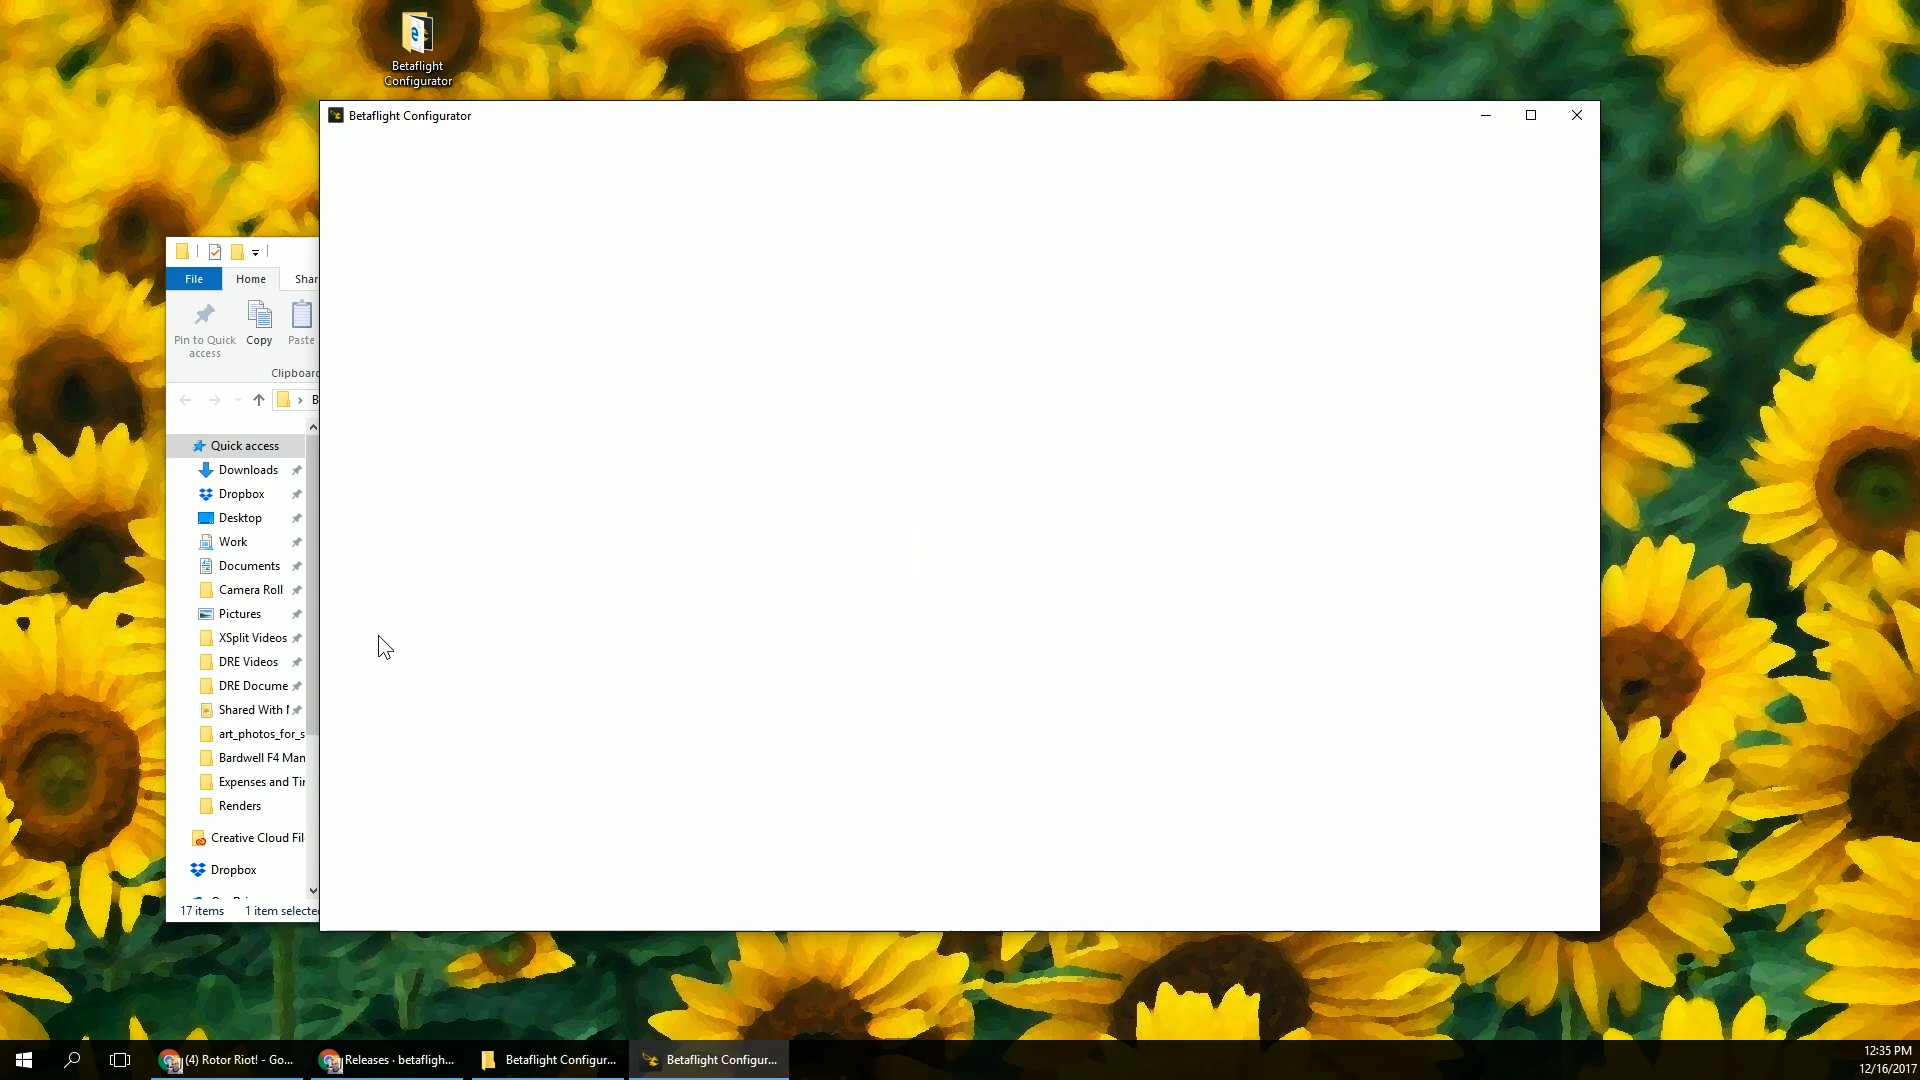 Betaflight
Configurator
Betaflight Configurator
File
Home
Shar
Pin to Quick
access
Copy
Paste
Clipboard
B
Quick access
Downloads
Dropbox
Desktop
Work
Documents
Camera Roll
Pictures
XSplit Videos
DRE Videos
DRE Docume
Shared With
art_photos_for_s
Bardwell F4 Man
Expenses and Tir
Renders
Creative Cloud Fil
Dropbox
17 items
1 item selected
(4) Rotor Riot! - Go...
Releases · betafligh...
Betaflight Configur...
Betaflight Configur...
12:35 PM
12/16/2017